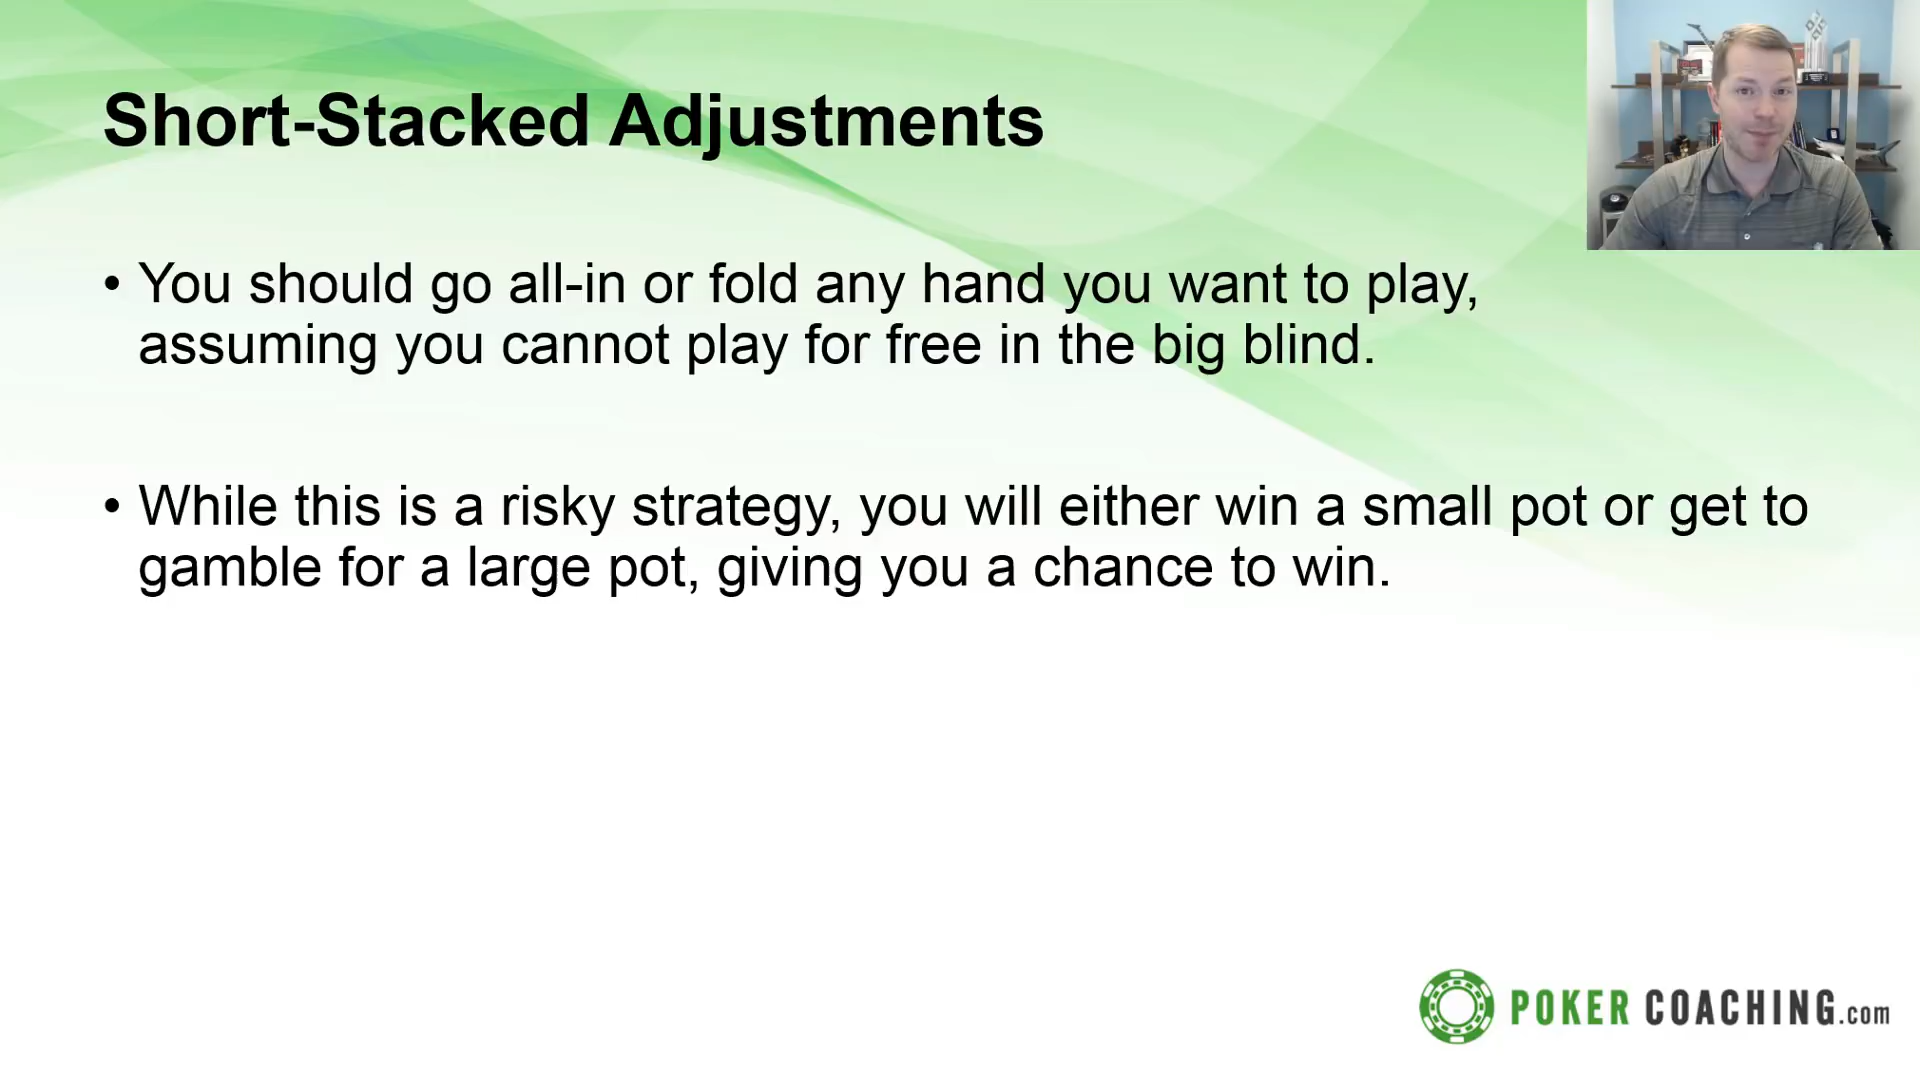 Short-Stacked Adjustments
• You should go all-in or fold any hand you want to play,
assuming you cannot play for free in the big blind.
• While this is a risky strategy, you will either win a small pot or get to
gamble for a large pot, giving you a chance to win.
POKER COACHING.com